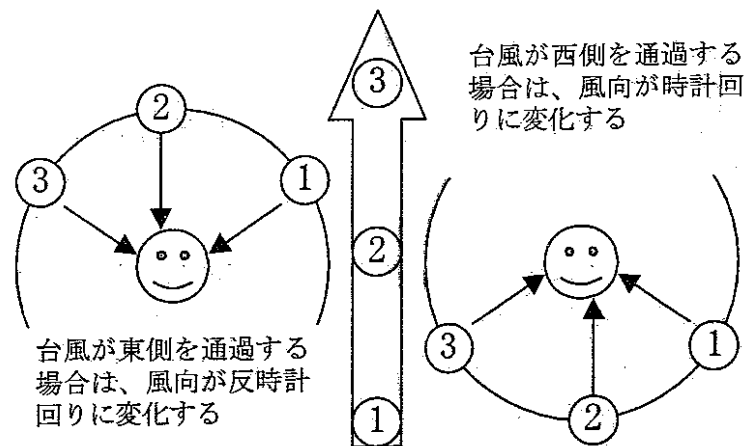 台風が西側を通過する
場合は、風向が時計回
りに変化する
③
②
①
②
③
①
③
②
①
台風が東側を通過する
場合は、風向が反時計
回りに変化する